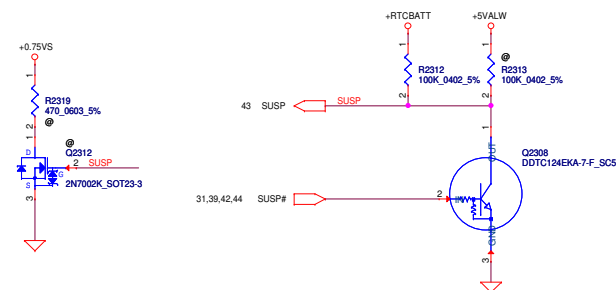 +RTCBATT
+5VALW
+0.75VS
1
1
@
R2312
100K_0402_5%
R2313
100K_0402_5%
2
2
1
R2319
470_0603_5%
2
@
43 SUSP
SUSP
1
@
Q2312
D
2
SUSP
G
S
2N7002K_SOT23-3
3
1
OUT
Q2308
DDTC124EKA-7-F_SC5
31,39,42,44 SUSP#
2
IN
GND
3